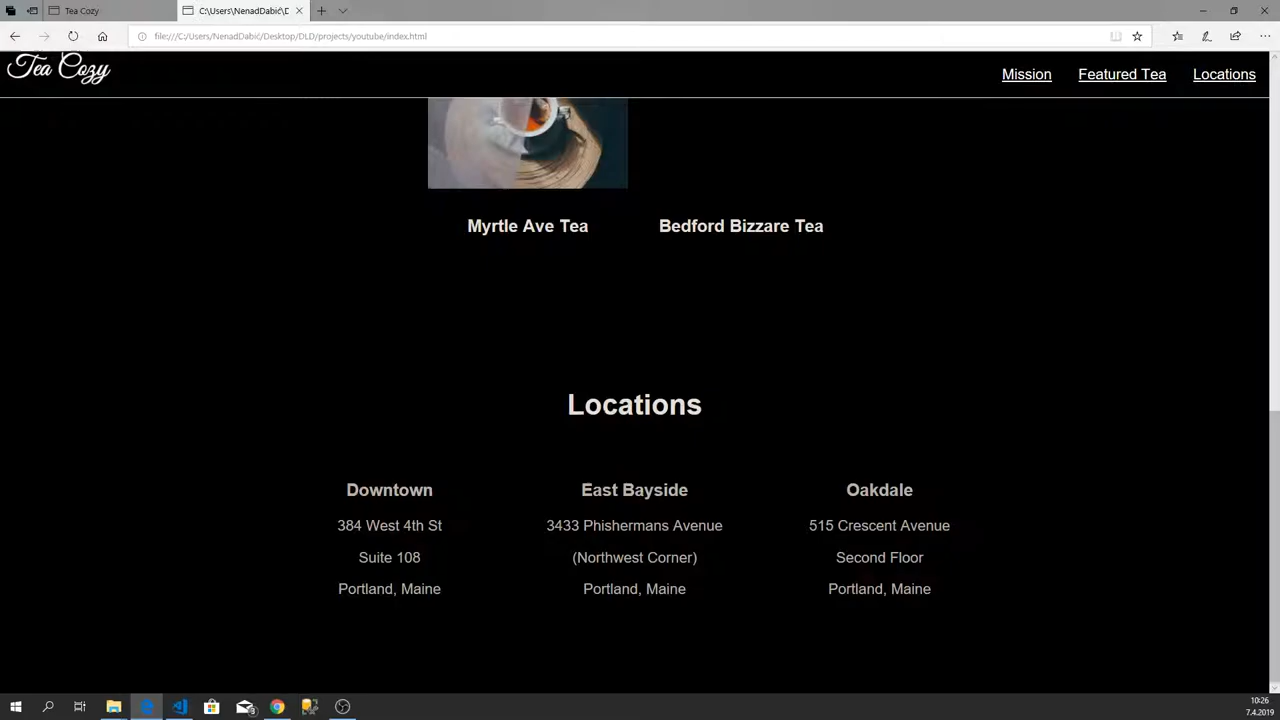 Tea Cozy
C:\Users\NenadDabić\D
file:///C:/Users/NenadDabić/Desktop/DLD/projects/youtube/index.html
Tea Cozy
Mission
Featured Tea
Locations
Myrtle Ave Tea
Bedford Bizzare Tea
Locations
Downtown
384 West 4th St
Suite 108
Portland, Maine
East Bayside
3433 Phishermans Avenue
(Northwest Corner)
Portland, Maine
Oakdale
515 Crescent Avenue
Second Floor
Portland, Maine
10:26
7.4.2019